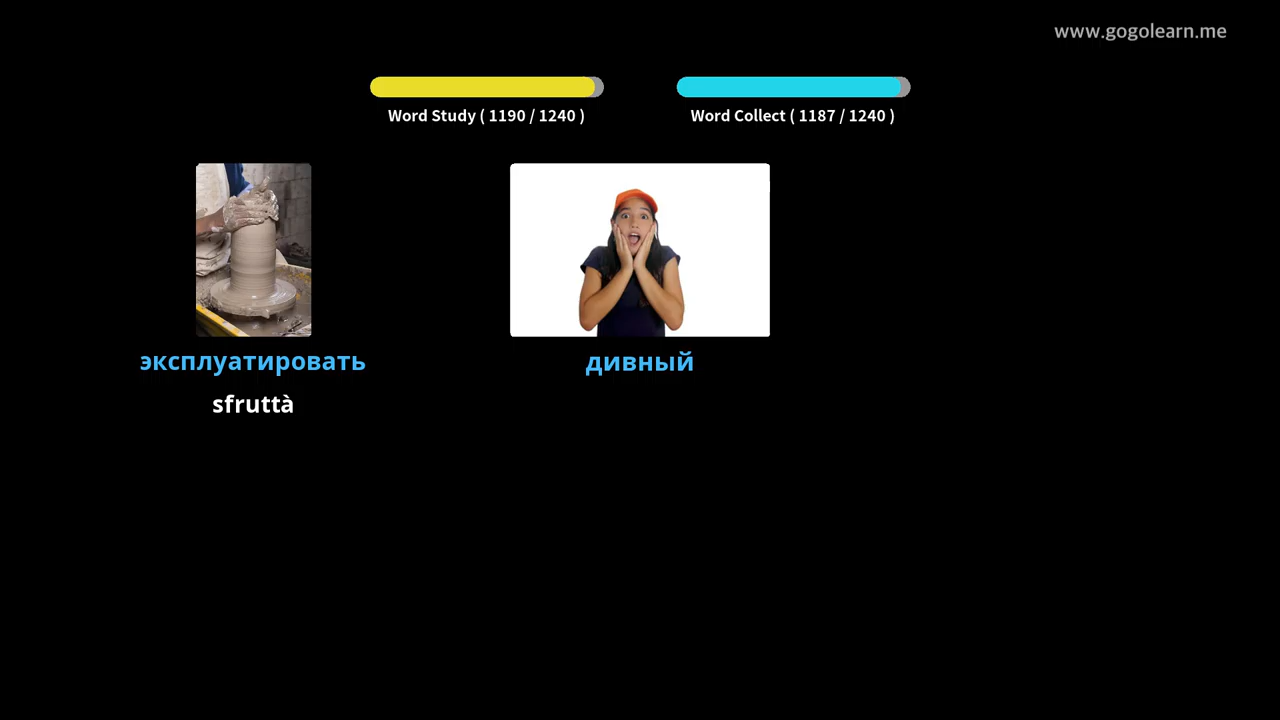 www.gogolearn.me
Word Study ( 1190 / 1240 )
Word Collect ( 1187 / 1240 )
эксплуатировать
sfruttà
дивный